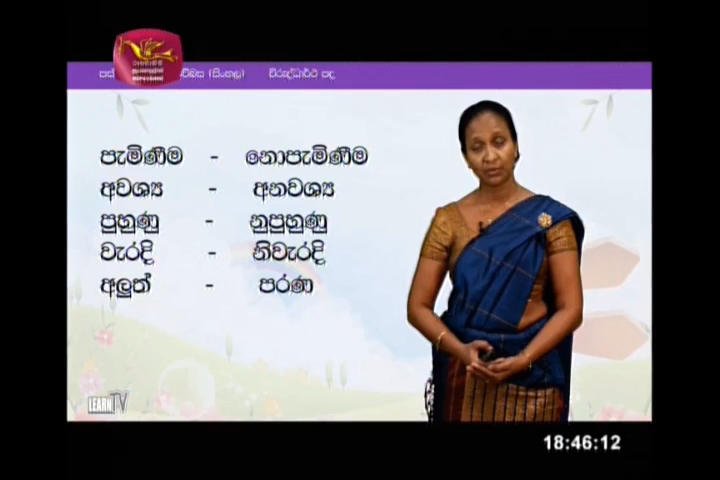 විරුද්ධාර්ථ පද
පැමිණීම - නොපැමිණීම
අවශ්‍ය - අනවශ්‍ය
පුහුණු - නුපුහුණු
වැරදි - නිවැරදි
අලුත් - පරණ
LEARN TV
18:46:12